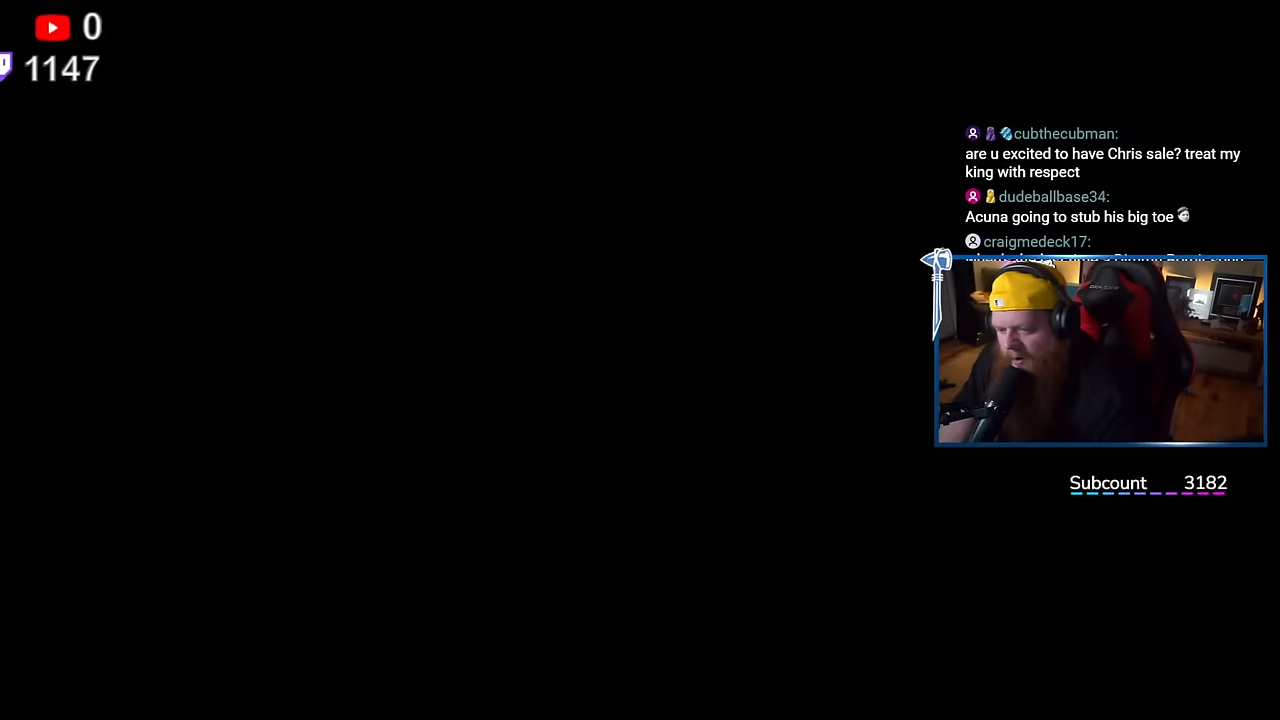 0
1147
cubthecubman:
are u excited to have Chris sale? treat my
king with respect
dudeballbase34:
Acuna going to stub his big toe
craigmedeck17:
Subcount 3182